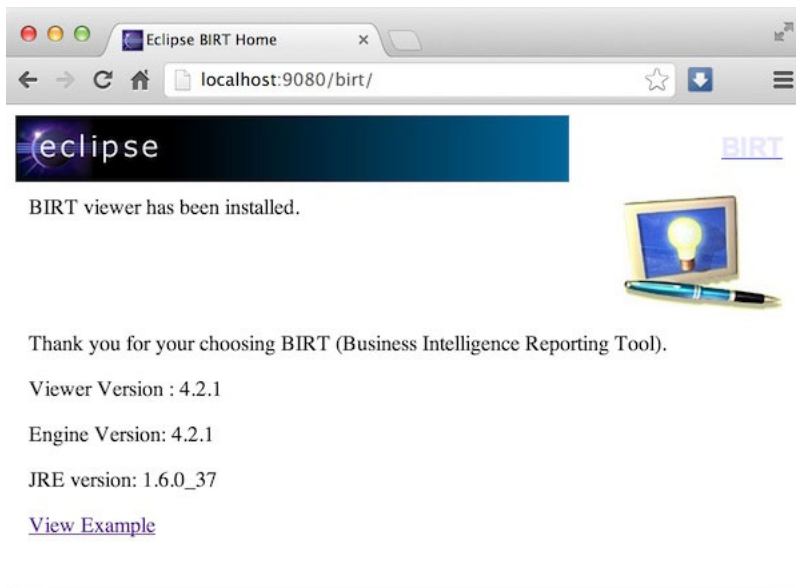 Eclipse BIRT Home
localhost:9080/birt/
eclipse
BIRT
BIRT viewer has been installed.
Thank you for your choosing BIRT (Business Intelligence Reporting Tool).
Viewer Version : 4.2.1
Engine Version: 4.2.1
JRE version: 1.6.0_37
View Example